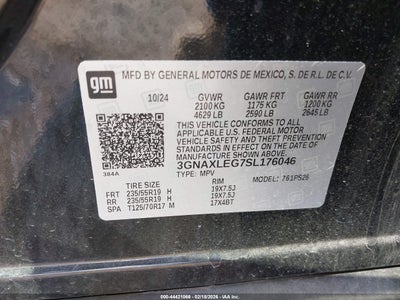 gm
MFD BY GENERAL MOTORS DE MEXICO, S. DE R.L. DE C.V.
10/24 GVWR GAWR FRT GAWR RR
2100 KG 1175 KG 1200 KG
4629 LB 2590 LB 2645 LB
THIS VEHICLE CONFORMS TO ALL APPLICABLE
U.S. FEDERAL MOTOR VEHICLE SAFETY, BUMPER,
AND THEFT PREVENTION STANDARDS IN EFFECT
ON THE DATE OF MANUFACTURE SHOWN ABOVE.
3GNAXLEG7SL176046
384A TYPE: MPV MODEL: 761PS26
TIRE SIZE RIM
FRT 235/55R19 H 19X7.5J
RR 235/55R19 H 19X7.5J
SPA T125/70R17 M 17X4BT
000-44421066 - 02/18/2026 - IAA Holdings, LLC